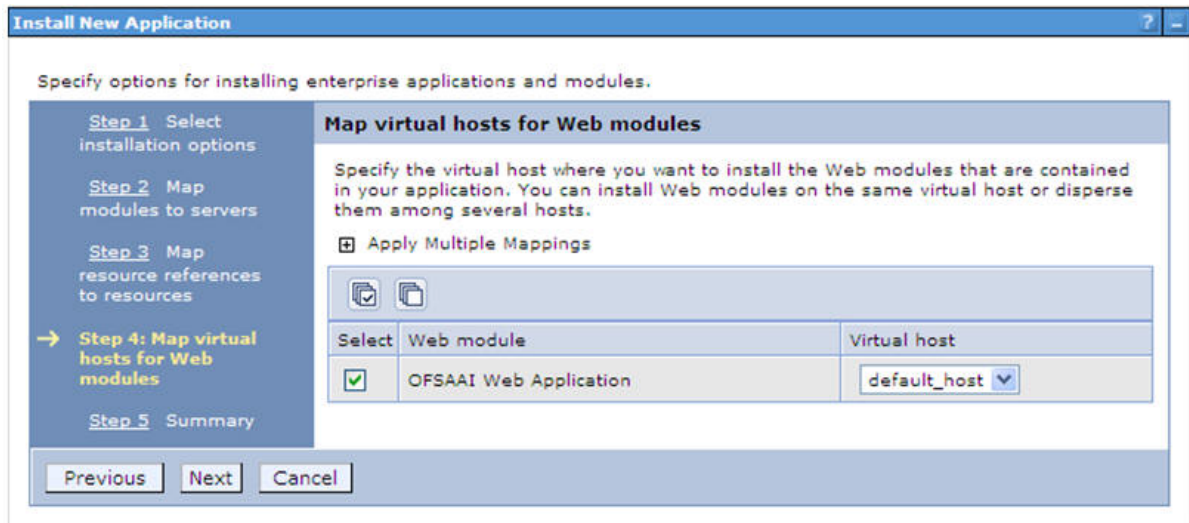 Install New Application
?
Specify options for installing enterprise applications and modules.
Step 1 Select
installation options
Step 2 Map
modules to servers
Step 3 Map
resource references
to resources
Step 4: Map virtual
hosts for Web
modules
Step 5 Summary
Map virtual hosts for Web modules
Specify the virtual host where you want to install the Web modules that are contained
in your application. You can install Web modules on the same virtual host or disperse
them among several hosts.
Apply Multiple Mappings
Select Web module Virtual host
OFSAAI Web Application default_host
Previous Next Cancel